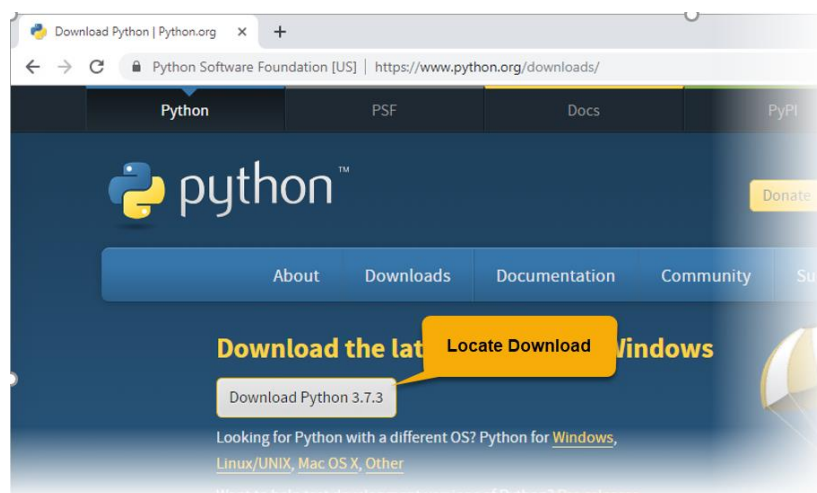 Download Python | Python.org
Python Software Foundation [US] | https://www.python.org/downloads/
Python PSF Docs PyPI
python™
Donate
About Downloads Documentation Community Su
Download the lat Windows
Locate Download
Download Python 3.7.3
Looking for Python with a different OS? Python for Windows,
Linux/UNIX, Mac OS X, Other